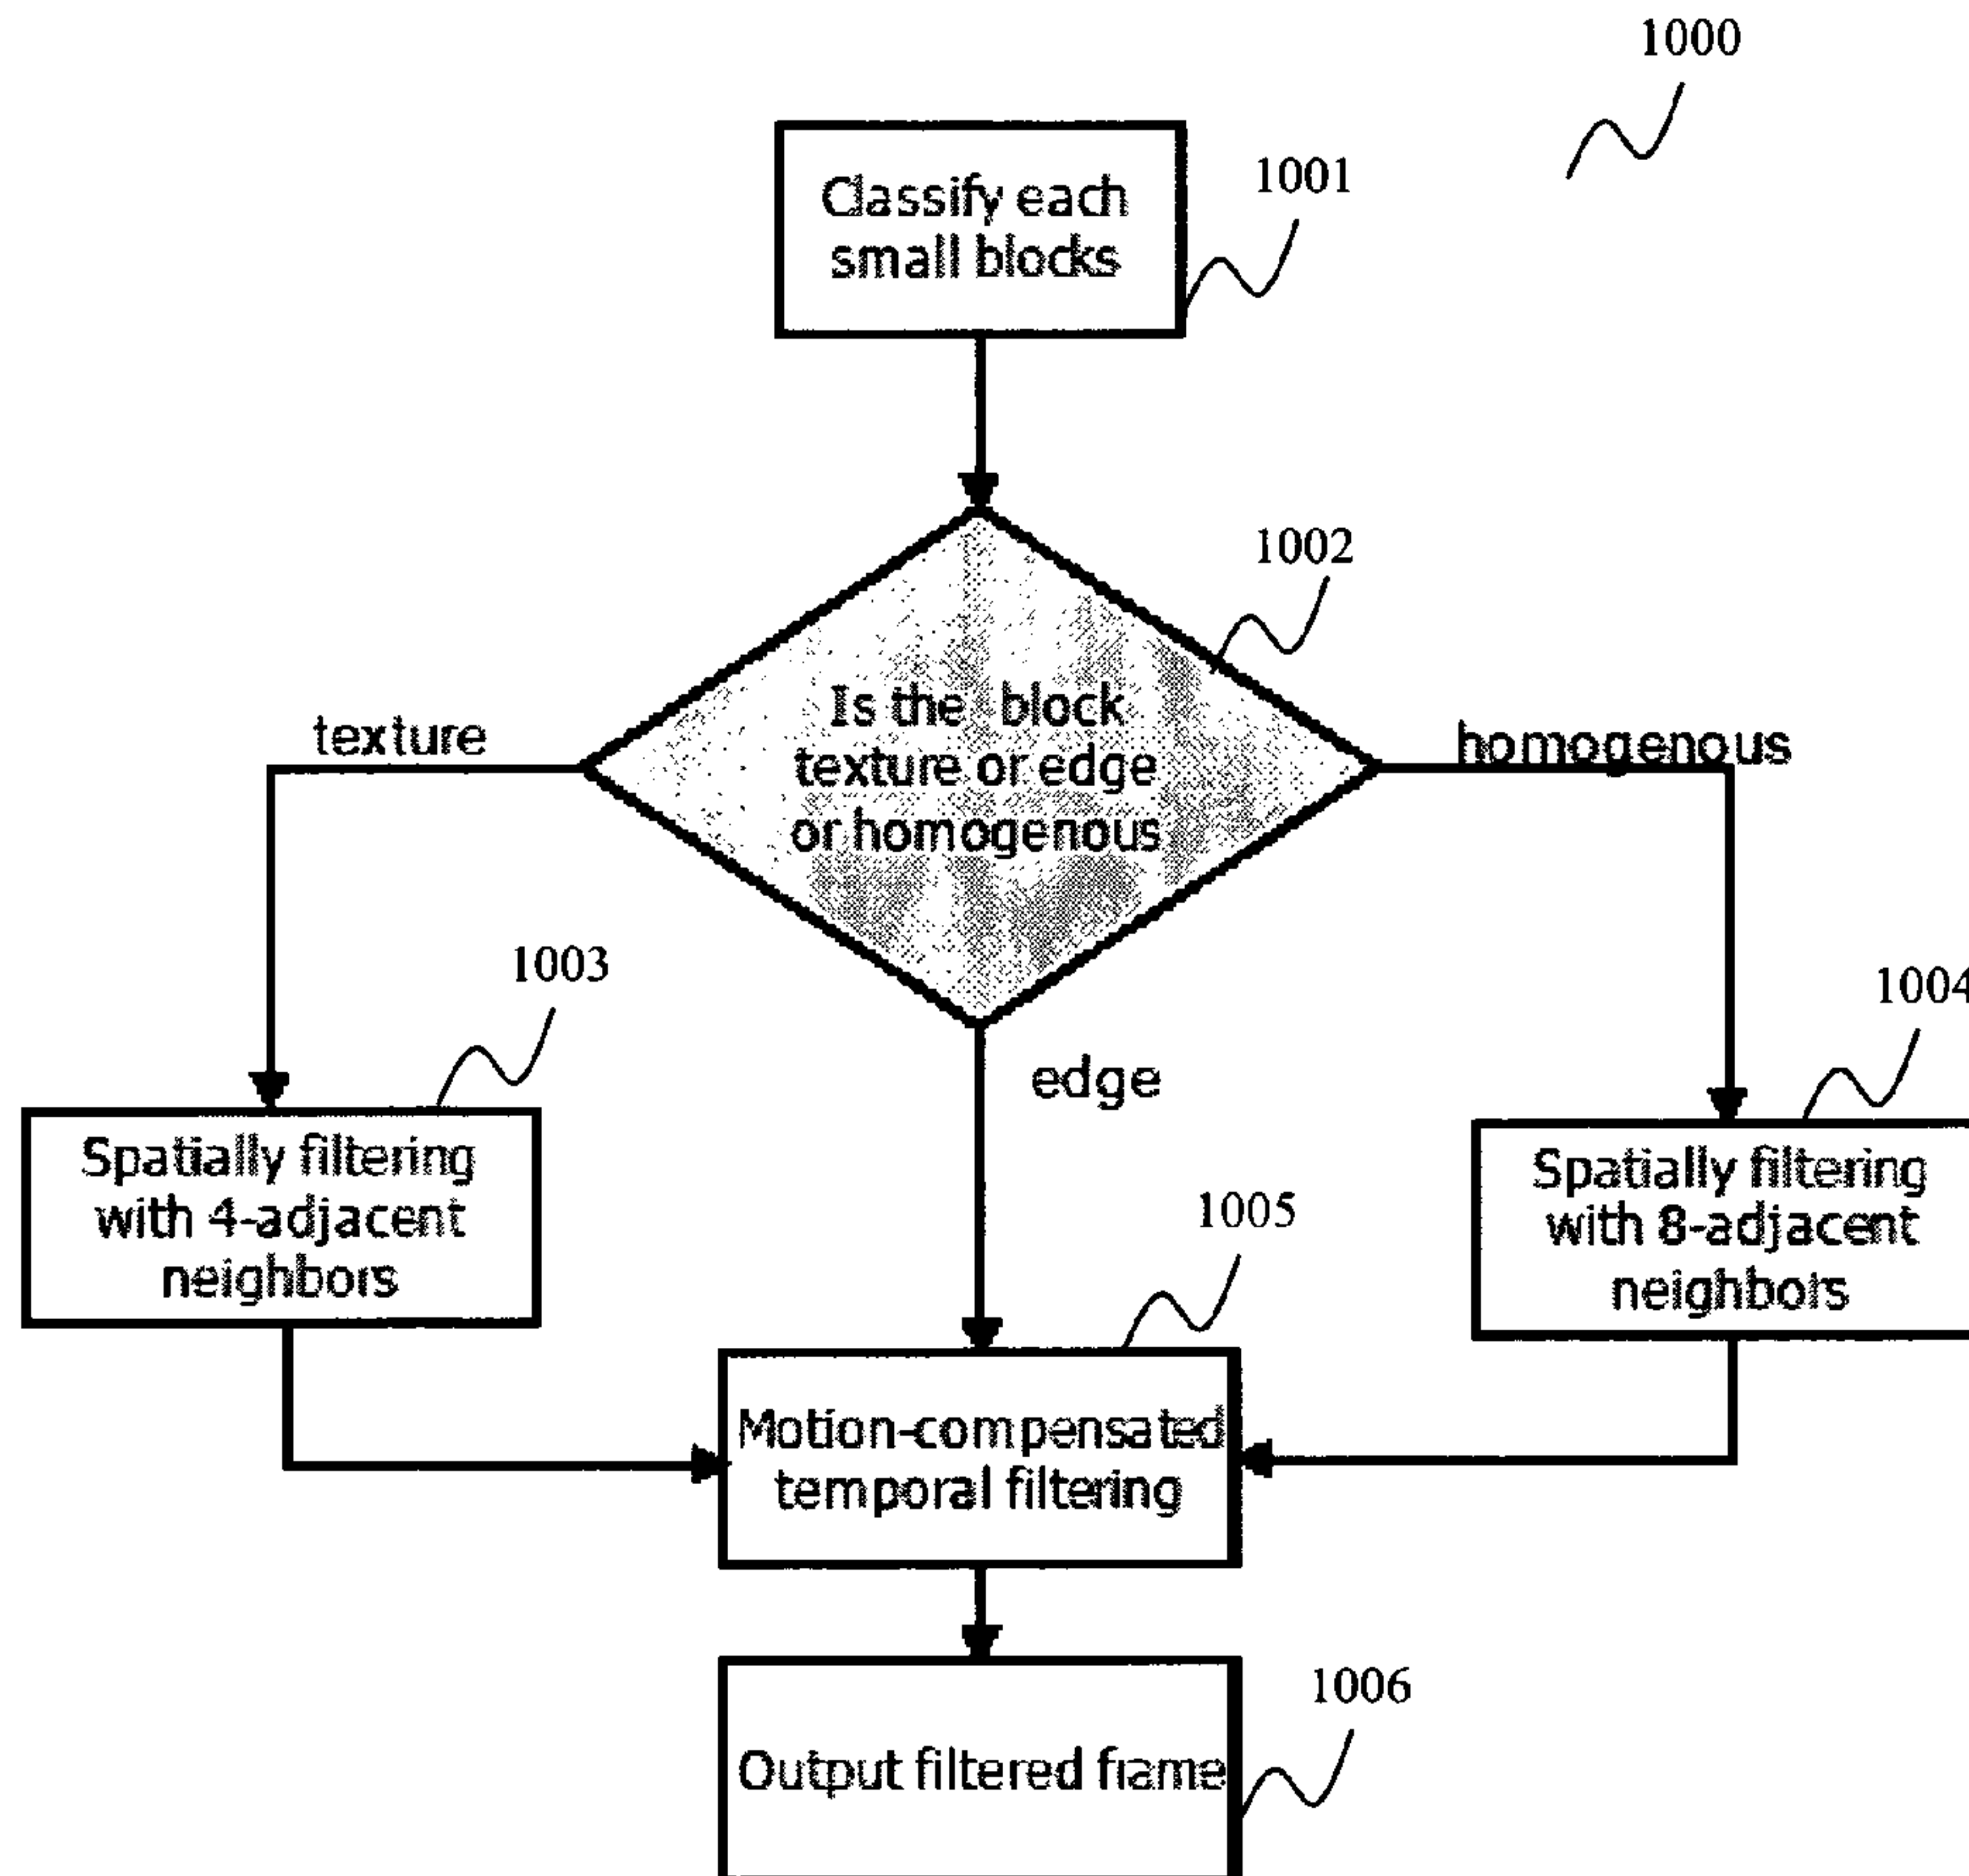 1000
Classify each
small blocks
1001
1002
Is the block
texture or edge
or homogenous
texture
homogenous
edge
1003
Spatially filtering
with 4-adjacent
neighbors
1004
Spatially filtering
with 8-adjacent
neighbors
1005
Motion-compensated
temporal filtering
1006
Output filtered frame